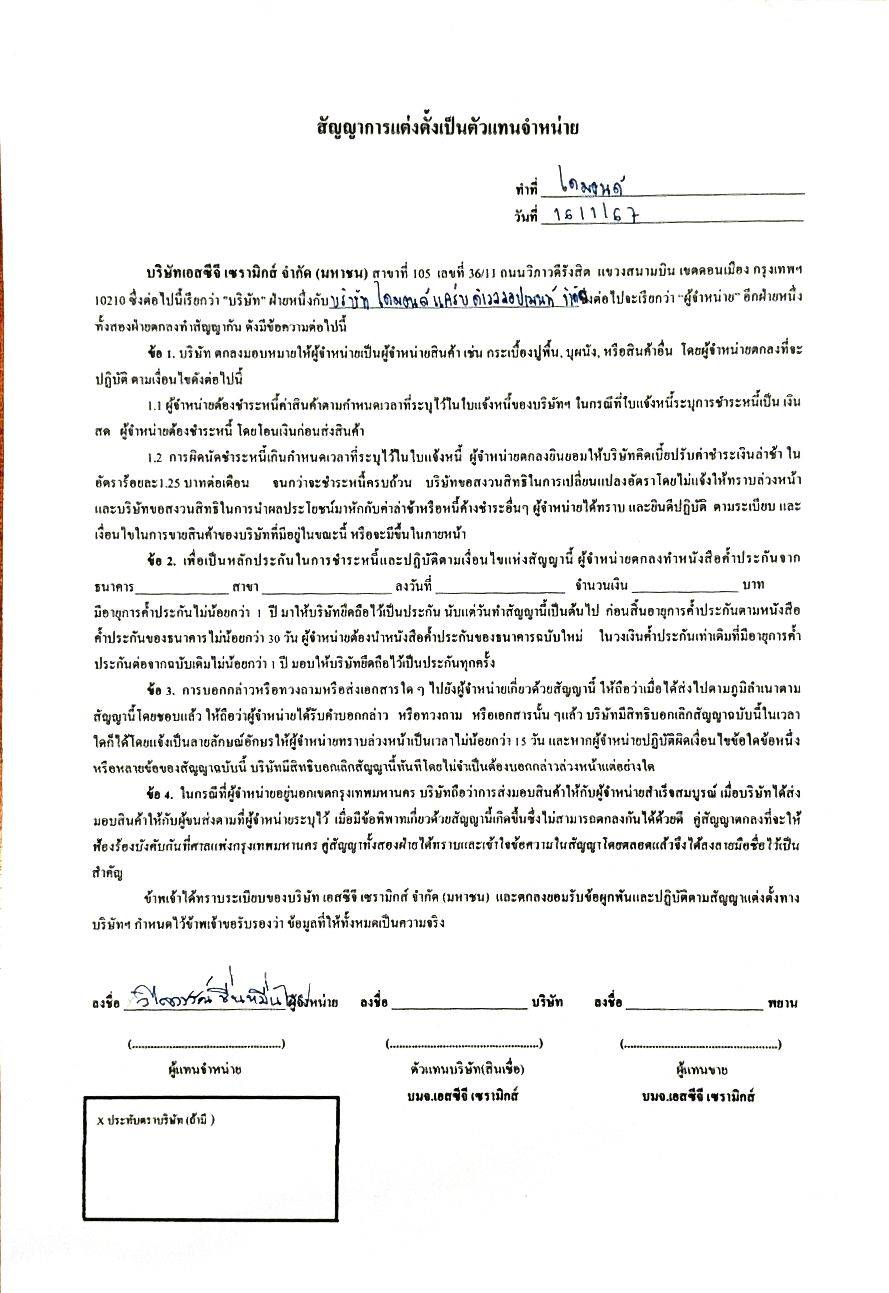 สัญญาการแต่งตั้งเป็นตัวแทนจำหน่าย
ทำที่ ไดมอนด์
วันที่ 16/1/67
บริษัทเอสซีจี เซรามิกส์ จำกัด (มหาชน) สาขาที่ 105 เลขที่ 36/11 ถนนวิภาวดีรังสิต แขวงสนามบิน เขตดอนเมือง กรุงเทพฯ
10210 ซึ่งต่อไปนี้เรียกว่า "บริษัท" ฝ่ายหนึ่งกับ บริษัท ไดมอนด์ ดีเวลลอปเมนท์ จำกัด ซึ่งต่อไปจะเรียกว่า “ผู้จำหน่าย” อีกฝ่ายหนึ่ง
ทั้งสองฝ่ายตกลงทำสัญญากัน ดังมีข้อความต่อไปนี้
ข้อ 1. บริษัท ตกลงมอบหมายให้ผู้จำหน่ายเป็นผู้จำหน่ายสินค้า เช่น กระเบื้องปูพื้น, บุผนัง, หรือสินค้าอื่น โดยผู้จำหน่ายตกลงที่จะ
ปฏิบัติ ตามเงื่อนไขดังต่อไปนี้
1.1 ผู้จำหน่ายต้องชำระหนี้ค่าสินค้าตามกำหนดเวลาที่ระบุไว้ในใบแจ้งหนี้ของบริษัทฯ ในกรณีที่ใบแจ้งหนี้ระบุการชำระหนี้เป็น เงิน
สด ผู้จำหน่ายต้องชำระหนี้ โดยโอนเงินก่อนส่งสินค้า
1.2 การผิดนัดชำระหนี้เกินกำหนดเวลาที่ระบุไว้ในใบแจ้งหนี้ ผู้จำหน่ายตกลงยินยอมให้บริษัทคิดเบี้ยปรับค่าชำระเงินล่าช้า ใน
อัตราร้อยละ1.25 บาทต่อเดือน จนกว่าจะชำระหนี้ครบถ้วน บริษัทขอสงวนสิทธิในการเปลี่ยนแปลงอัตราโดยไม่แจ้งให้ทราบล่วงหน้า
และบริษัทขอสงวนสิทธิในการนำผลประโยชน์มาหักกับค่าล่าช้าหรือหนี้ค้างชำระอื่นๆ ผู้จำหน่ายได้ทราบ และยินดีปฏิบัติ ตามระเบียบ และ
เงื่อนไขในการขายสินค้าของบริษัทที่มีอยู่ในขณะนี้ หรือจะมีขึ้นในภายหน้า
ข้อ 2. เพื่อเป็นหลักประกันในการชำระหนี้และปฏิบัติตามเงื่อนไขแห่งสัญญานี้ ผู้จำหน่ายตกลงทำหนังสือค้ำประกันจาก
ธนาคาร สาขา ลงวันที่ จำนวนเงิน บาท
มีอายุการค้ำประกันไม่น้อยกว่า 1 ปี มาให้บริษัทยึดถือไว้เป็นประกัน นับแต่วันทำสัญญานี้เป็นต้นไป ก่อนสิ้นอายุการค้ำประกันตามหนังสือ
ค้ำประกันของธนาคารไม่น้อยกว่า 30 วัน ผู้จำหน่ายต้องนำหนังสือค้ำประกันของธนาคารฉบับใหม่ ในวงเงินค้ำประกันเท่าเดิมที่มีอายุการค้ำ
ประกันต่อจากฉบับเดิมไม่น้อยกว่า 1 ปี มอบให้บริษัทยึดถือไว้เป็นประกันทุกครั้ง
ข้อ 3. การบอกกล่าวหรือทวงถามหรือส่งเอกสารใด ๆ ไปยังผู้จำหน่ายเกี่ยวด้วยสัญญานี้ ให้ถือว่าเมื่อได้ส่งไปตามภูมิลำเนาตาม
สัญญานี้โดยชอบแล้ว ให้ถือว่าผู้จำหน่ายได้รับคำบอกกล่าว หรือทวงถาม หรือเอกสารนั้น ๆแล้ว บริษัทมีสิทธิบอกเลิกสัญญาฉบับนี้ในเวลา
ใดก็ได้โดยแจ้งเป็นลายลักษณ์อักษรให้ผู้จำหน่ายทราบล่วงหน้าเป็นเวลาไม่น้อยกว่า 15 วัน และหากผู้จำหน่ายปฏิบัติผิดเงื่อนไขข้อใดข้อหนึ่ง
หรือหลายข้อของสัญญาฉบับนี้ บริษัทมีสิทธิบอกเลิกสัญญานี้ทันทีโดยไม่จำเป็นต้องบอกกล่าวล่วงหน้าแต่อย่างใด
ข้อ 4. ในกรณีที่ผู้จำหน่ายอยู่นอกเขตกรุงเทพมหานคร บริษัทถือว่าการส่งมอบสินค้าให้กับผู้จำหน่ายสำเร็จสมบูรณ์ เมื่อบริษัทได้ส่ง
มอบสินค้าให้กับผู้ขนส่งตามที่ผู้จำหน่ายระบุไว้ เมื่อมีข้อพิพาทเกี่ยวด้วยสัญญานี้เกิดขึ้นซึ่งไม่สามารถตกลงกันได้ด้วยดี คู่สัญญาตกลงที่จะให้
ฟ้องร้องบังคับกันที่ศาลแพ่งกรุงเทพมหานคร คู่สัญญาทั้งสองฝ่ายได้ทราบและเข้าใจข้อความในสัญญาโดยตลอดแล้วจึงได้ลงลายมือชื่อไว้เป็น
สำคัญ
ข้าพเจ้าได้ทราบระเบียบของบริษัท เอสซีจี เซรามิกส์ จำกัด (มหาชน) และตกลงยอมรับข้อผูกพันและปฏิบัติตามสัญญาแต่งตั้งทาง
บริษัทฯ กำหนดไว้ข้าพเจ้าขอรับรองว่า ข้อมูลที่ให้ทั้งหมดเป็นความจริง
ลงชื่อ ผู้จำหน่าย ลงชื่อ บริษัท ลงชื่อ พยาน
(..............................................) (..............................................) (..............................................)
ผู้แทนจำหน่าย ตัวแทนบริษัท(สินเชื่อ) ผู้แทนขาย
บมจ.เอสซีจี เซรามิกส์ บมจ.เอสซีจี เซรามิกส์
X ประทับตราบริษัท (ถ้ามี )